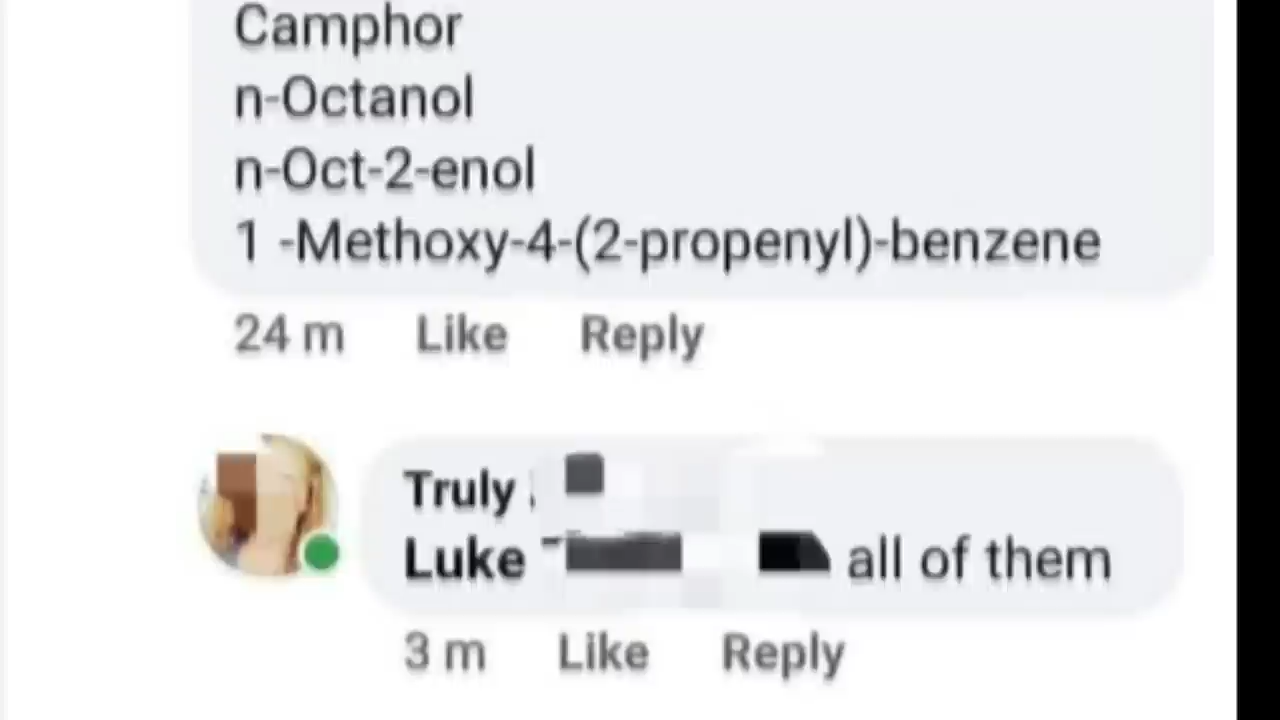 Camphor
n-Octanol
n-Oct-2-enol
1 -Methoxy-4-(2-propenyl)-benzene
24 m Like Reply
Truly
Luke all of them
3 m Like Reply